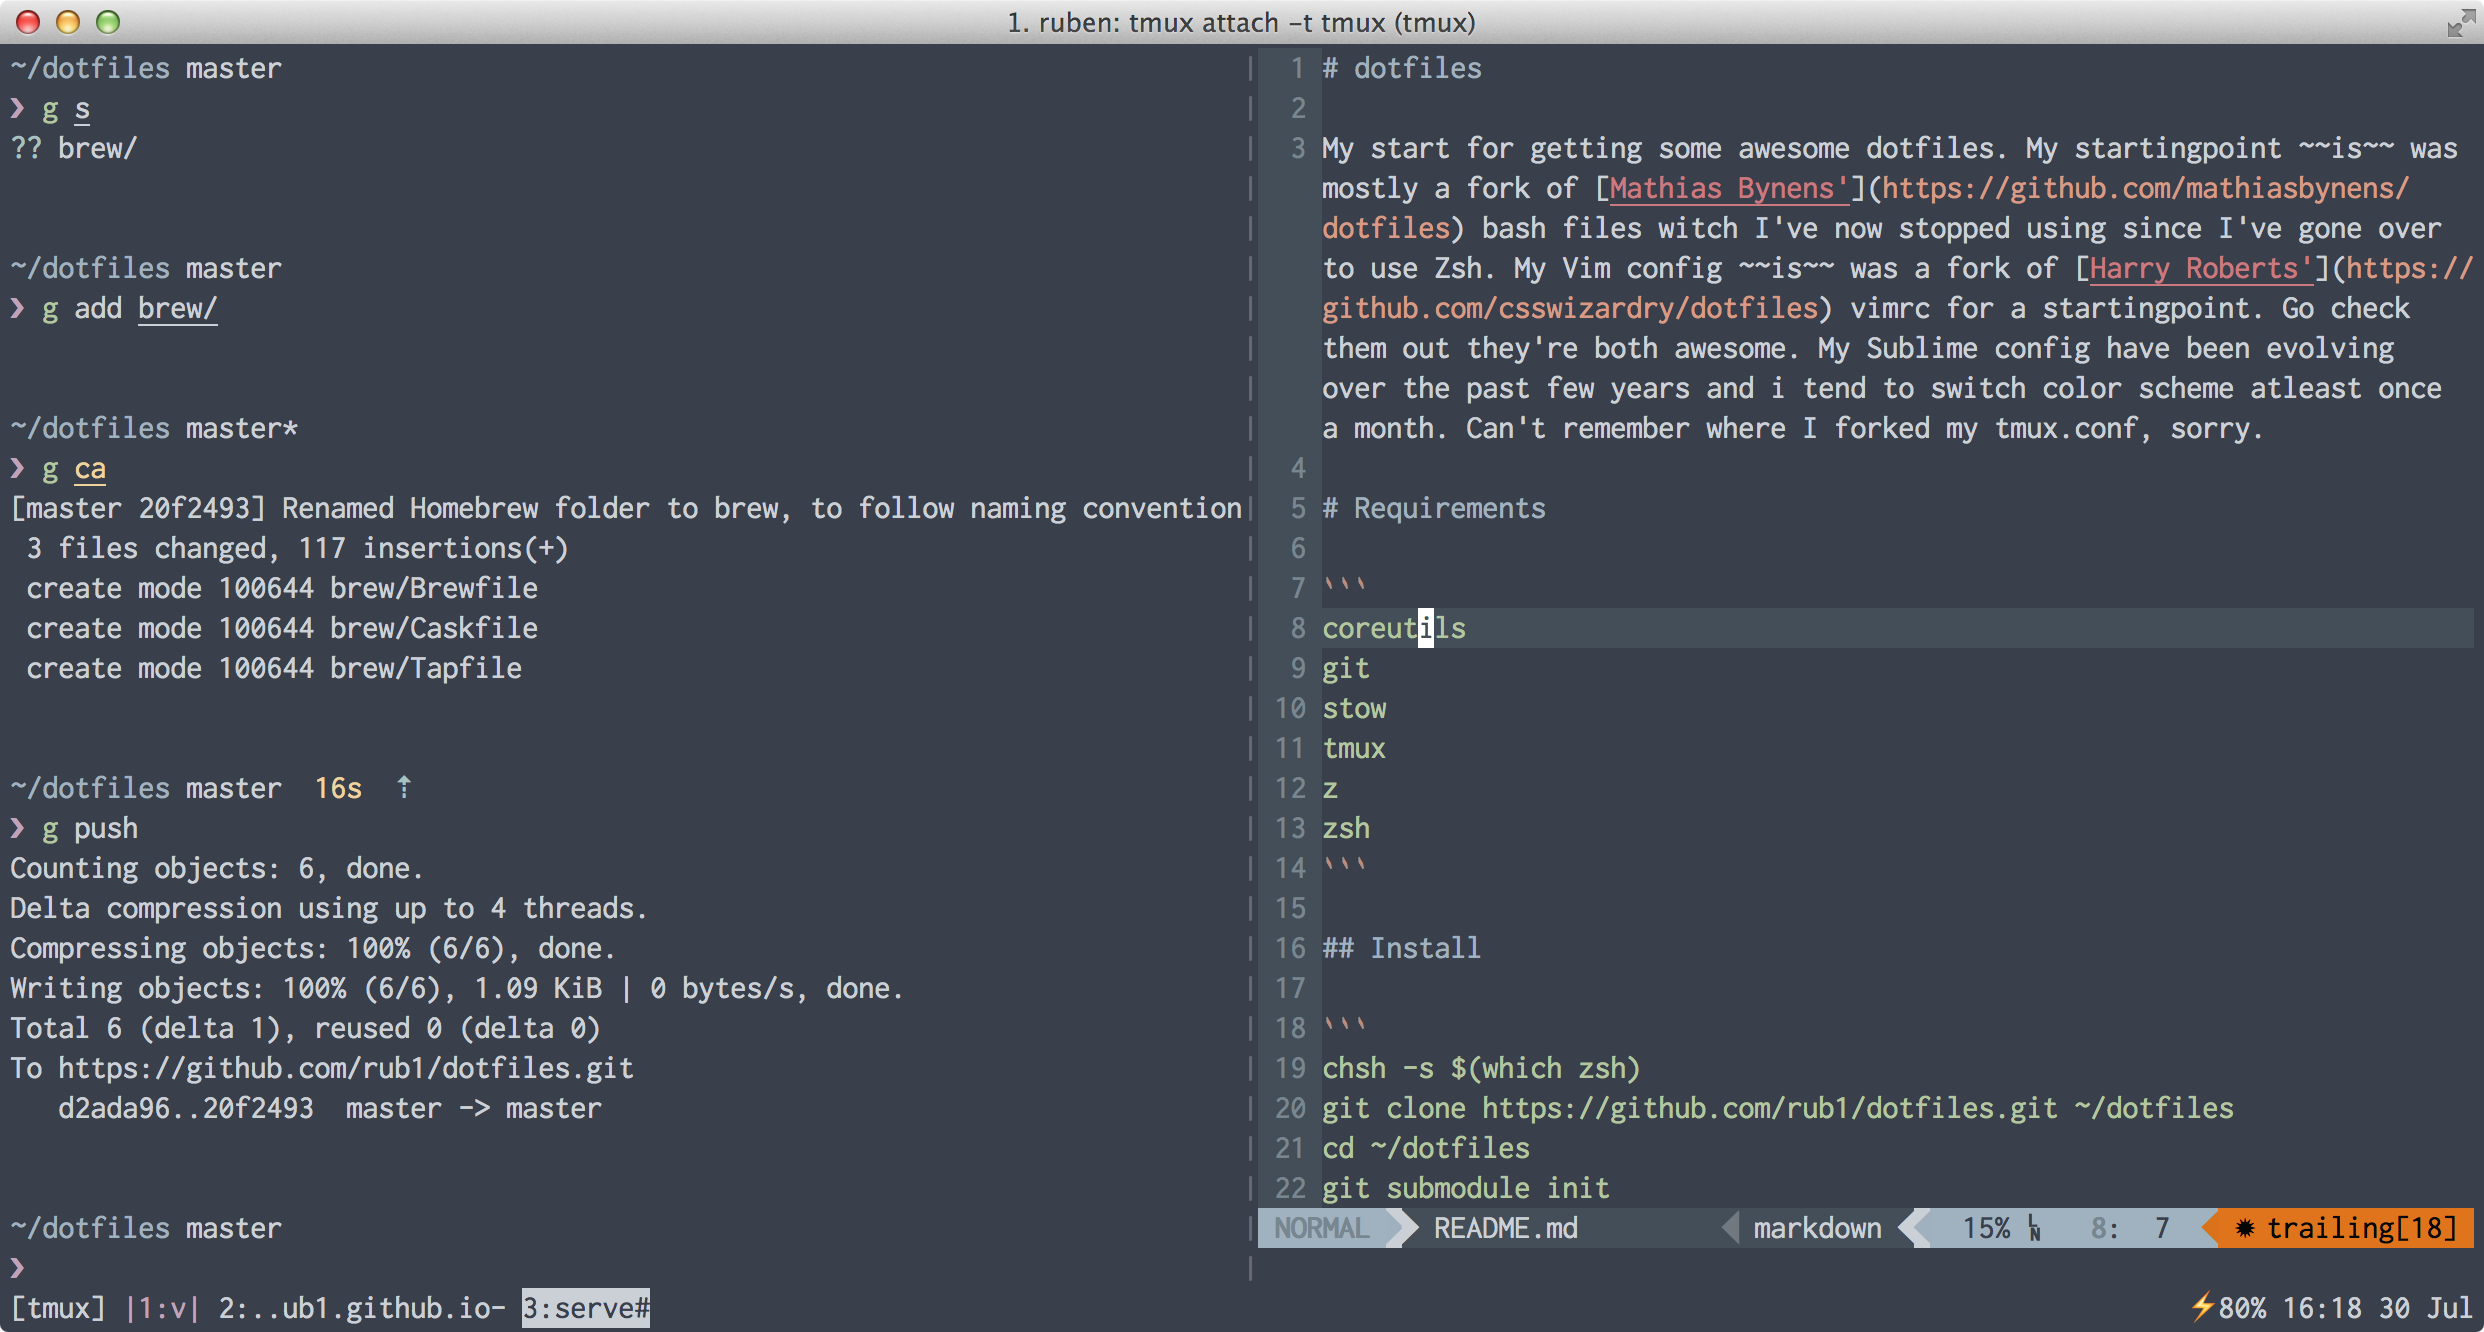 1. ruben: tmux attach -t tmux (tmux)
~/dotfiles master
❯ g s
?? brew/
~/dotfiles master
❯ g add brew/
~/dotfiles master*
❯ g ca
[master 20f2493] Renamed Homebrew folder to brew, to follow naming convention
 3 files changed, 117 insertions(+)
 create mode 100644 brew/Brewfile
 create mode 100644 brew/Caskfile
 create mode 100644 brew/Tapfile
~/dotfiles master  16s  ⇡
❯ g push
Counting objects: 6, done.
Delta compression using up to 4 threads.
Compressing objects: 100% (6/6), done.
Writing objects: 100% (6/6), 1.09 KiB | 0 bytes/s, done.
Total 6 (delta 1), reused 0 (delta 0)
To https://github.com/rub1/dotfiles.git
   d2ada96..20f2493  master -> master
~/dotfiles master
❯
1 # dotfiles
2
3 My start for getting some awesome dotfiles. My startingpoint ~~is~~ was
mostly a fork of [Mathias Bynens'](https://github.com/mathiasbynens/
dotfiles) bash files witch I've now stopped using since I've gone over
to use Zsh. My Vim config ~~is~~ was a fork of [Harry Roberts'](https://
github.com/csswizardry/dotfiles) vimrc for a startingpoint. Go check
them out they're both awesome. My Sublime config have been evolving
over the past few years and i tend to switch color scheme atleast once
a month. Can't remember where I forked my tmux.conf, sorry.
4
5 # Requirements
6
7 ```
8 coreutils
9 git
10 stow
11 tmux
12 z
13 zsh
14 ```
15
16 ## Install
17
18 ```
19 chsh -s $(which zsh)
20 git clone https://github.com/rub1/dotfiles.git ~/dotfiles
21 cd ~/dotfiles
22 git submodule init
NORMAL README.md markdown 15% LN 8: 7 ✹ trailing[18]
[tmux] |1:v| 2:..ub1.github.io- 3:serve# ⚡80% 16:18 30 Jul